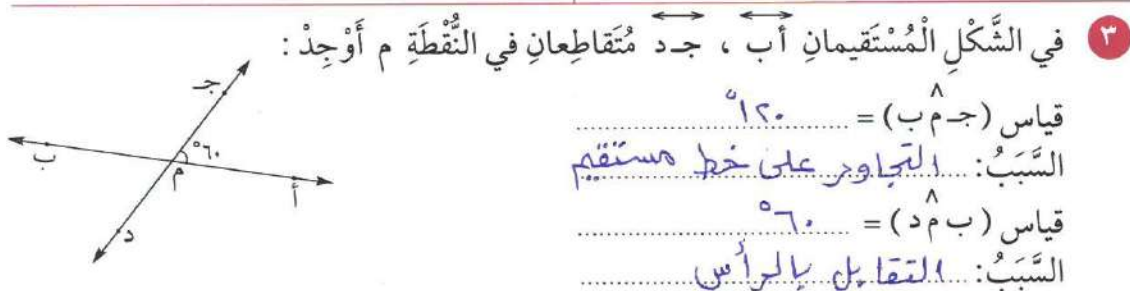 ٣ في الشَّكْلِ الْمُسْتَقيمانِ أب ، جـ د مُتَقاطِعانِ في النُّقْطَةِ م أَوْجِدْ :
قياس (جـ م ب) = ١٢٠°
السَّبَبُ: التجاور على خط مستقيم
قياس (ب م د) = ٦٠°
السَّبَبُ: التقابل بالرأس
جـ
ب
٦٠°
م
أ
د